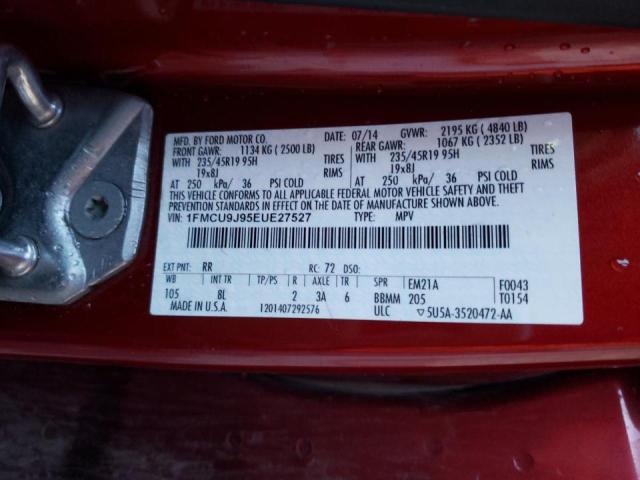 MFD. BY FORD MOTOR CO. 07/14 GVWR: 2195 KG ( 4840 LB)
FRONT GAWR: 1134 KG ( 2500 LB) REAR GAWR: 1067 KG ( 2352 LB)
WITH 235/45R19 95H TIRES WITH 235/45R19 95H TIRES
19x8J RIMS 19x8J RIMS
AT 250 kPa/ 36 PSI COLD AT 250 kPa/ 36 PSI COLD
THIS VEHICLE CONFORMS TO ALL APPLICABLE FEDERAL MOTOR VEHICLE SAFETY AND THEFT
PREVENTION STANDARDS IN EFFECT ON THE DATE OF MANUFACTURE SHOWN ABOVE.
VIN: 1FMCU9J95EUE27527 TYPE: MPV
EXT PNT: RR RC: 72 DSO:
WB INT TR TP/PS R AXLE TR SPR EM21A F0043
105 8L 2 3A 6 BBMM 205 T0154
MADE IN U.S.A. 1201407292576 ULC ▽5U5A-3520472-AA